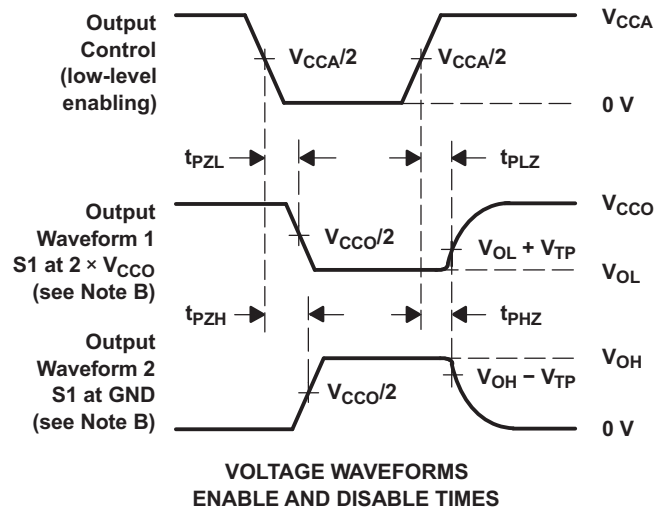 Output
Control
(low-level
enabling)
V_CCA/2
V_CCA/2
V_CCA
0 V
t_PZL
t_PLZ
Output
Waveform 1
S1 at 2 × V_CCO
(see Note B)
V_CCO/2
V_CCO
V_OL + V_TP
V_OL
t_PZH
t_PHZ
Output
Waveform 2
S1 at GND
(see Note B)
V_CCO/2
V_OH
V_OH − V_TP
0 V
VOLTAGE WAVEFORMS
ENABLE AND DISABLE TIMES